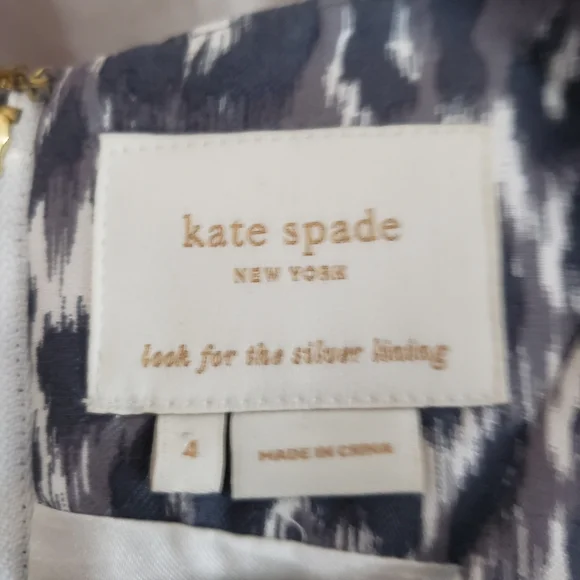 kate spade
NEW YORK
look for the silver lining
4
MADE IN CHINA